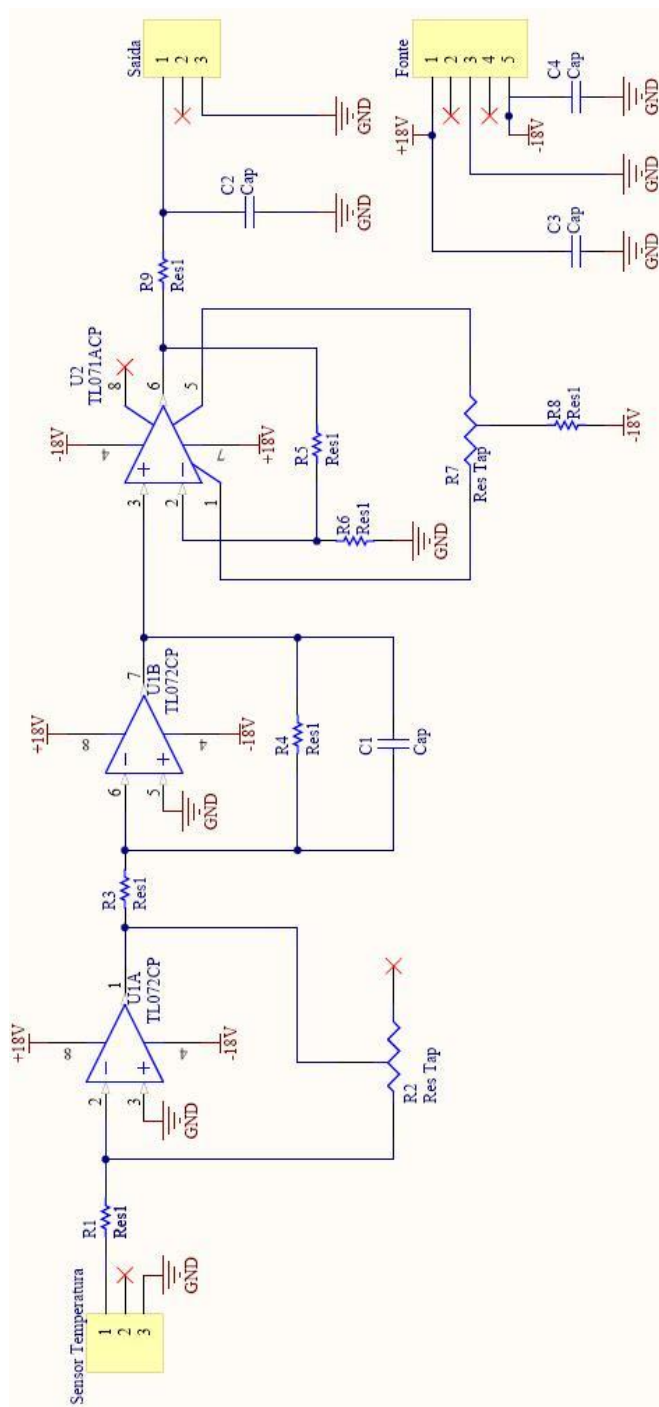 Sensor Temperatura
1
2
3
GND
R1
Res1
+18V
8
2
3
1
U1A
TL072CP
4
-18V
GND
R2
Res Tap
R3
Res1
+18V
8
6
5
7
U1B
TL072CP
4
-18V
GND
R4
Res1
C1
Cap
-18V
4
U2
TL071ACP
8
3
2
6
1
5
7
+18V
R5
Res1
R6
Res1
GND
R7
Res Tap
R8
Res1
-18V
R9
Res1
C2
Cap
GND
Saída
1
2
3
GND
Fonte
1
2
3
4
5
+18V
-18V
C3
Cap
GND
GND
C4
Cap
GND